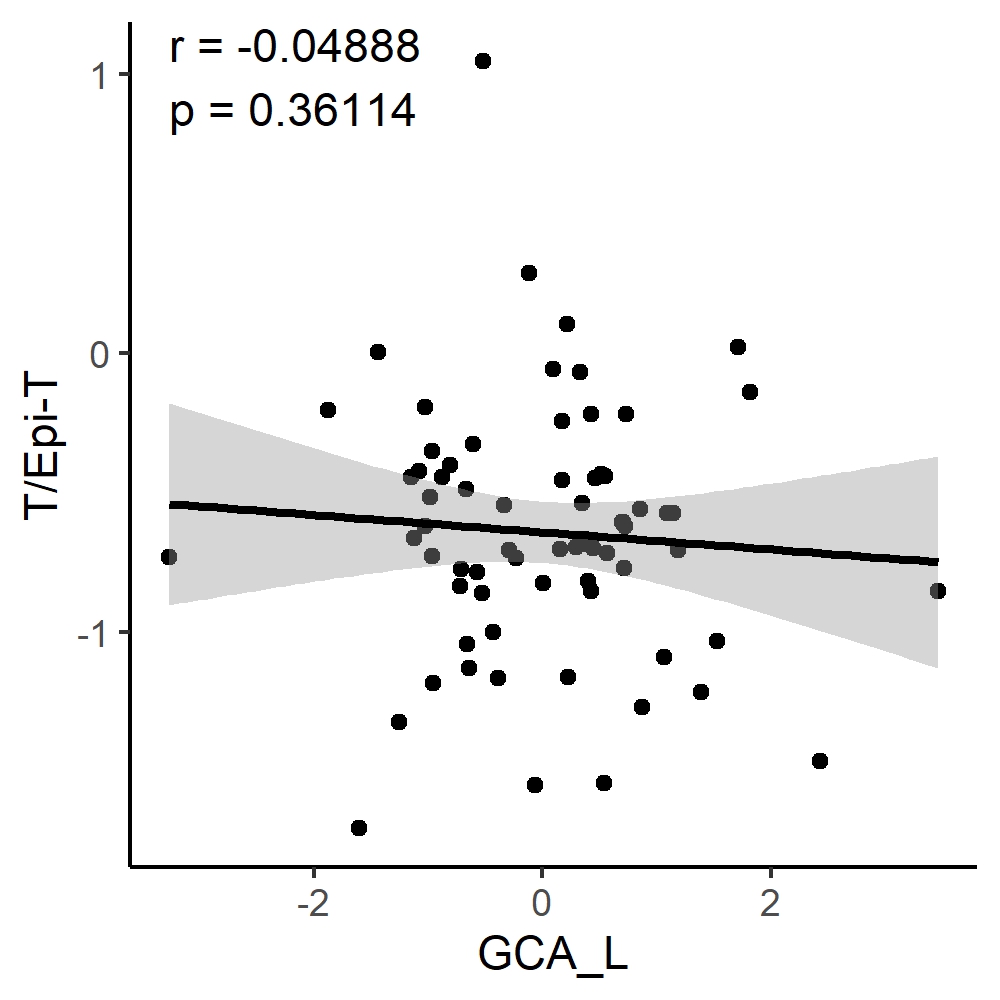 r = -0.04888
p = 0.36114
1
0
-1
T/Epi-T
-2
0
2
GCA_L